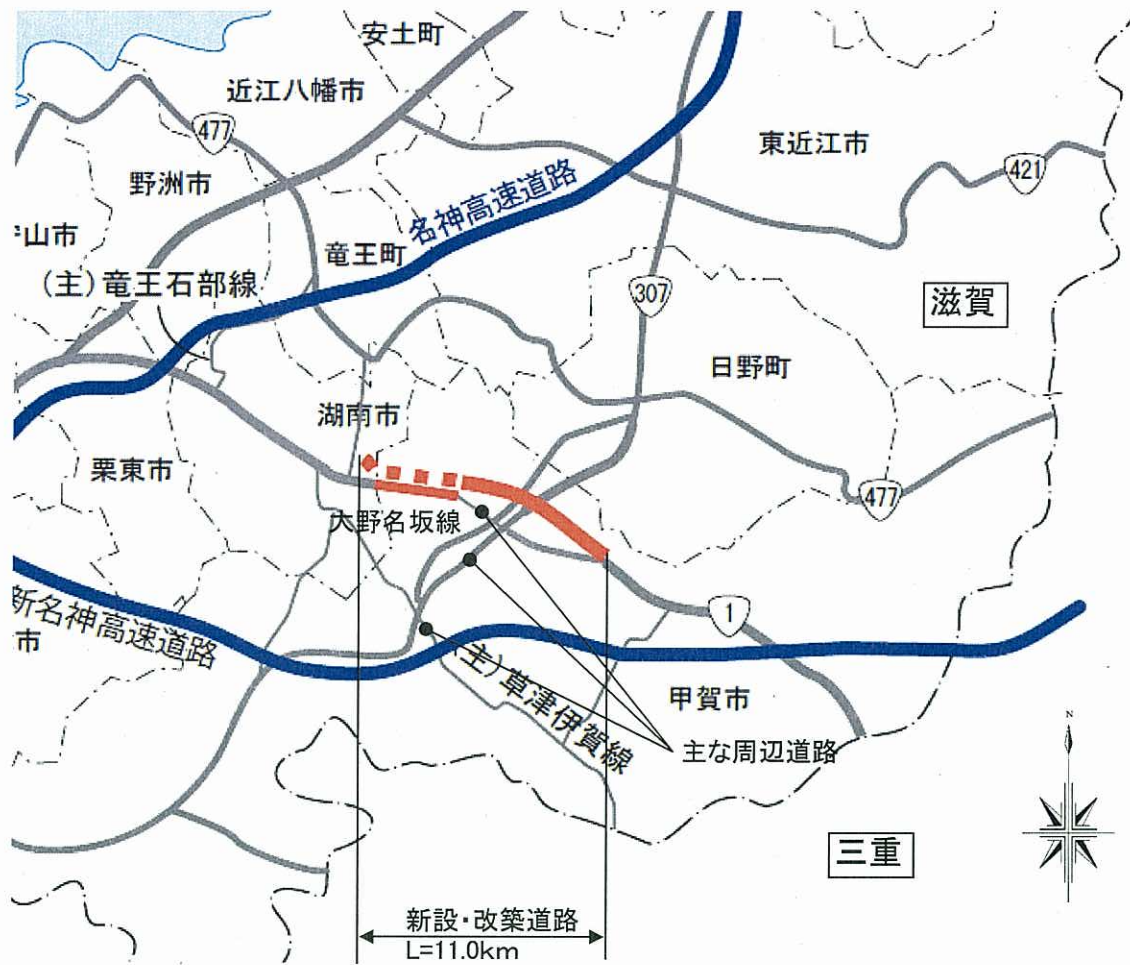 安土町
近江八幡市
477
東近江市
421
野洲市
名神高速道路
山市
竜王町
(主)竜王石部線
307
滋賀
日野町
湖南市
栗東市
477
大野名坂線
新名神高速道路
1
市
(主)草津伊賀線
甲賀市
主な周辺道路
N
三重
新設・改築道路
L=11.0km